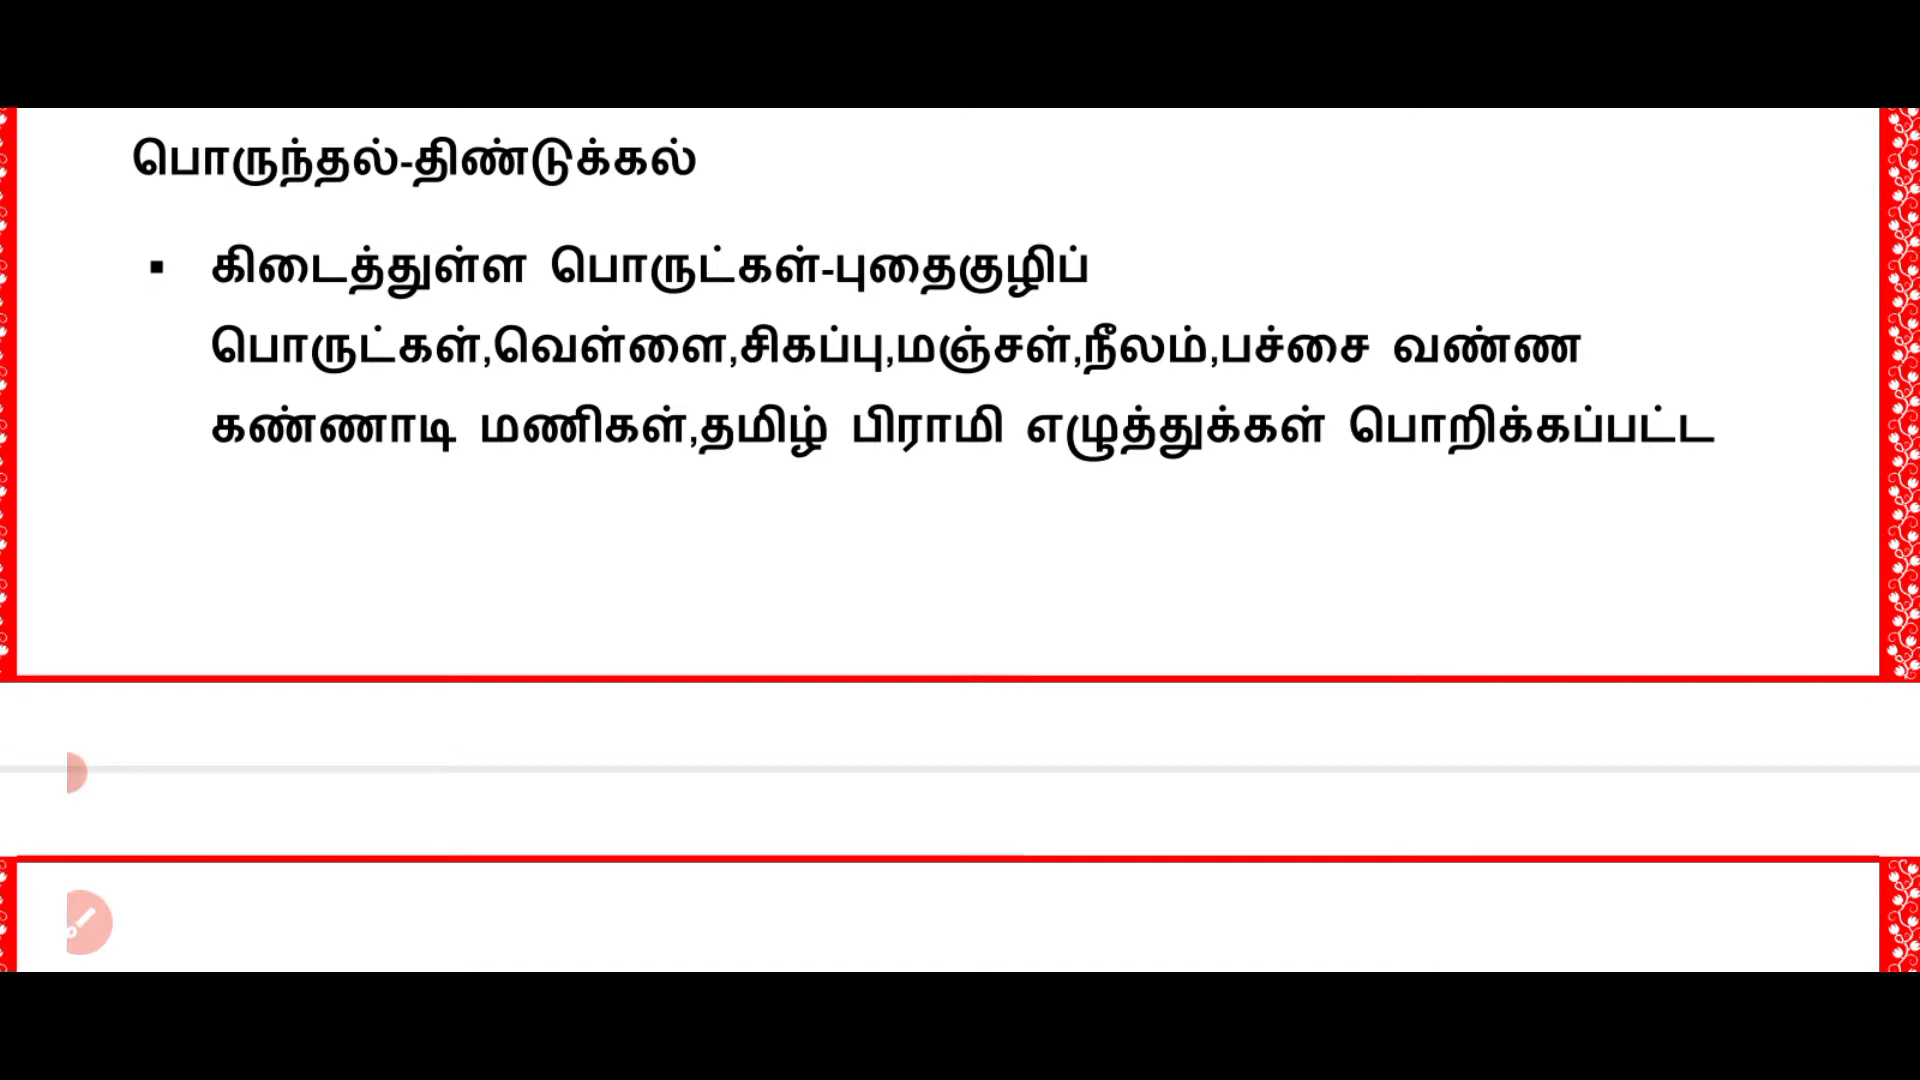 பொருந்தல்-திண்டுக்கல்
▪ கிடைத்துள்ள பொருட்கள்-புதைகுழிப்
பொருட்கள்,வெள்ளை,சிகப்பு,மஞ்சள்,நீலம்,பச்சை வண்ண
கண்ணாடி மணிகள்,தமிழ் பிராமி எழுத்துக்கள் பொறிக்கப்பட்ட